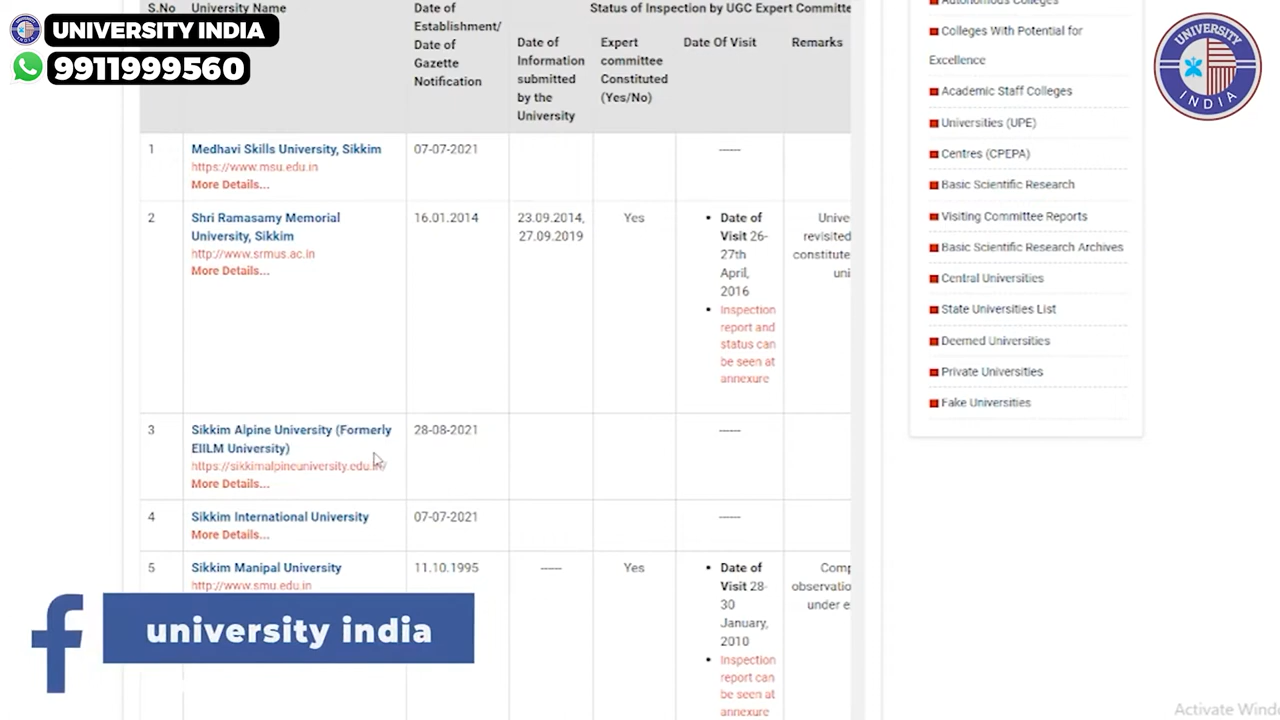 UNIVERSITY INDIA
9911999560
S.No
University Name
Date of
Establishment/
Date of
Gazette
Notification
Status of Inspection by UGC Expert Committe
Date of
Information
submitted
by the
University
Expert
committee
Constituted
(Yes/No)
Date Of Visit
Remarks
1
Medhavi Skills University, Sikkim
https://www.msu.edu.in
More Details...
07-07-2021
------
2
Shri Ramasamy Memorial
University, Sikkim
http://www.srmus.ac.in
More Details...
16.01.2014
23.09.2014,
27.09.2019
Yes
• Date of
Visit 26-
27th
April,
2016
• Inspection
report and
status can
be seen at
annexure
Unive
revisited
constitute
uni
3
Sikkim Alpine University (Formerly
EIILM University)
https://sikkimalpineuniversity.edu.in/
More Details...
28-08-2021
------
4
Sikkim International University
More Details...
07-07-2021
------
5
Sikkim Manipal University
http://www.smu.edu.in
11.10.1995
------
Yes
• Date of
Visit 28-
30
January,
2010
• Inspection
report can
be seen at
annexure
Comp
observatio
under e
Autonomous Colleges
Colleges With Potential for
Excellence
Academic Staff Colleges
Universities (UPE)
Centres (CPEPA)
Basic Scientific Research
Visiting Committee Reports
Basic Scientific Research Archives
Central Universities
State Universities List
Deemed Universities
Private Universities
Fake Universities
UNIVERSITY
INDIA
f
university india
Activate Windo